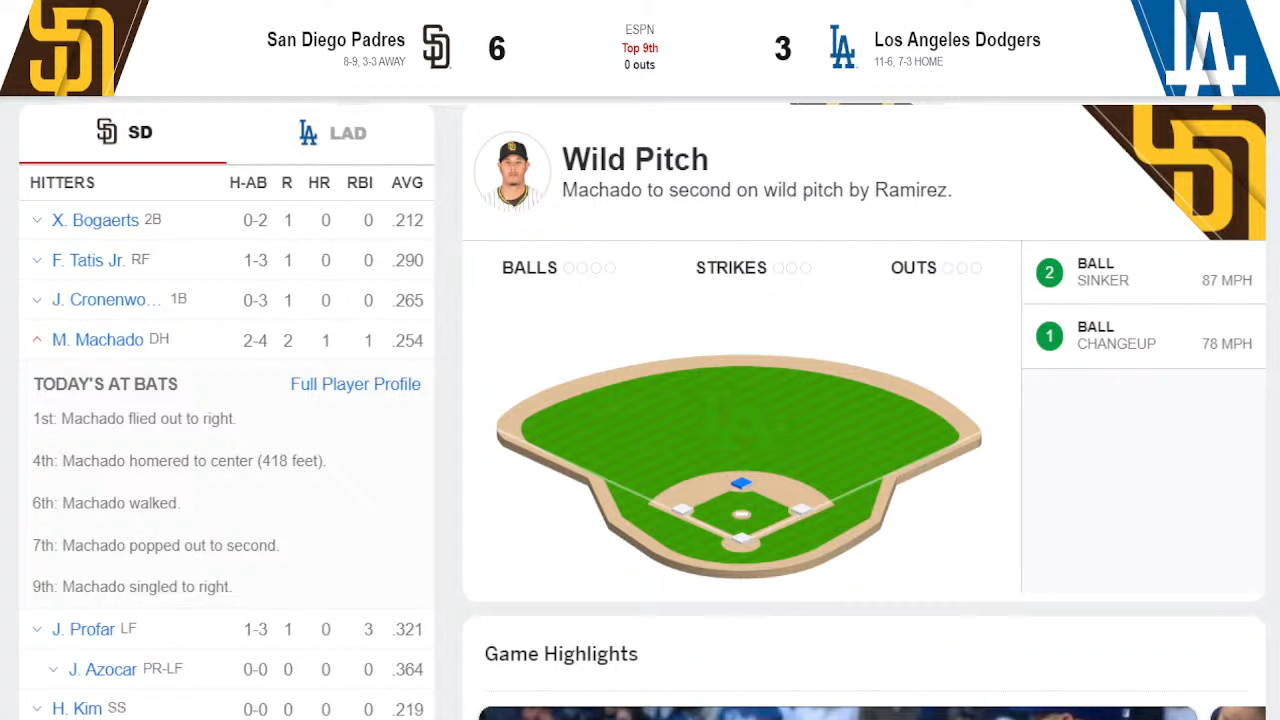 San Diego Padres
8-9, 3-3 AWAY
SD
6
ESPN
Top 9th
0 outs
3
LA
Los Angeles Dodgers
11-6, 7-3 HOME
SD LAD
HITTERS H-AB R HR RBI AVG
X. Bogaerts 2B 0-2 1 0 0 .212
F. Tatis Jr. RF 1-3 1 0 0 .290
J. Cronenwo... 1B 0-3 1 0 0 .265
M. Machado DH 2-4 2 1 1 .254
TODAY'S AT BATS Full Player Profile
1st: Machado flied out to right.
4th: Machado homered to center (418 feet).
6th: Machado walked.
7th: Machado popped out to second.
9th: Machado singled to right.
J. Profar LF 1-3 1 0 3 .321
J. Azocar PR-LF 0-0 0 0 0 .364
H. Kim SS 0-0 0 0 0 .219
Wild Pitch
Machado to second on wild pitch by Ramirez.
BALLS STRIKES OUTS
2 BALL
SINKER 87 MPH
1 BALL
CHANGEUP 78 MPH
Game Highlights